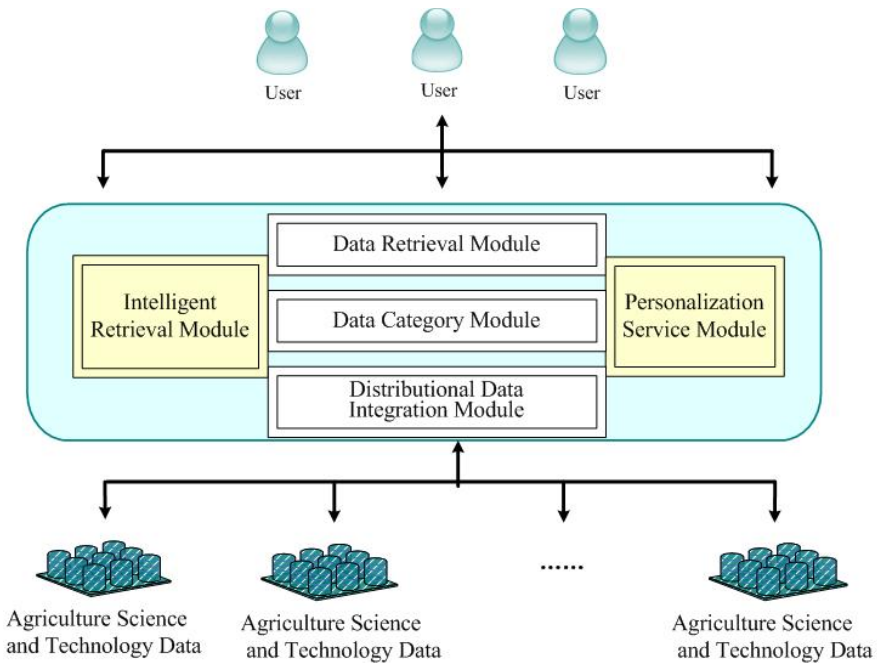 User
User
User
Data Retrieval Module
Intelligent
Retrieval Module
Data Category Module
Personalization
Service Module
Distributional Data
Integration Module
......
Agriculture Science
and Technology Data
Agriculture Science
and Technology Data
Agriculture Science
and Technology Data